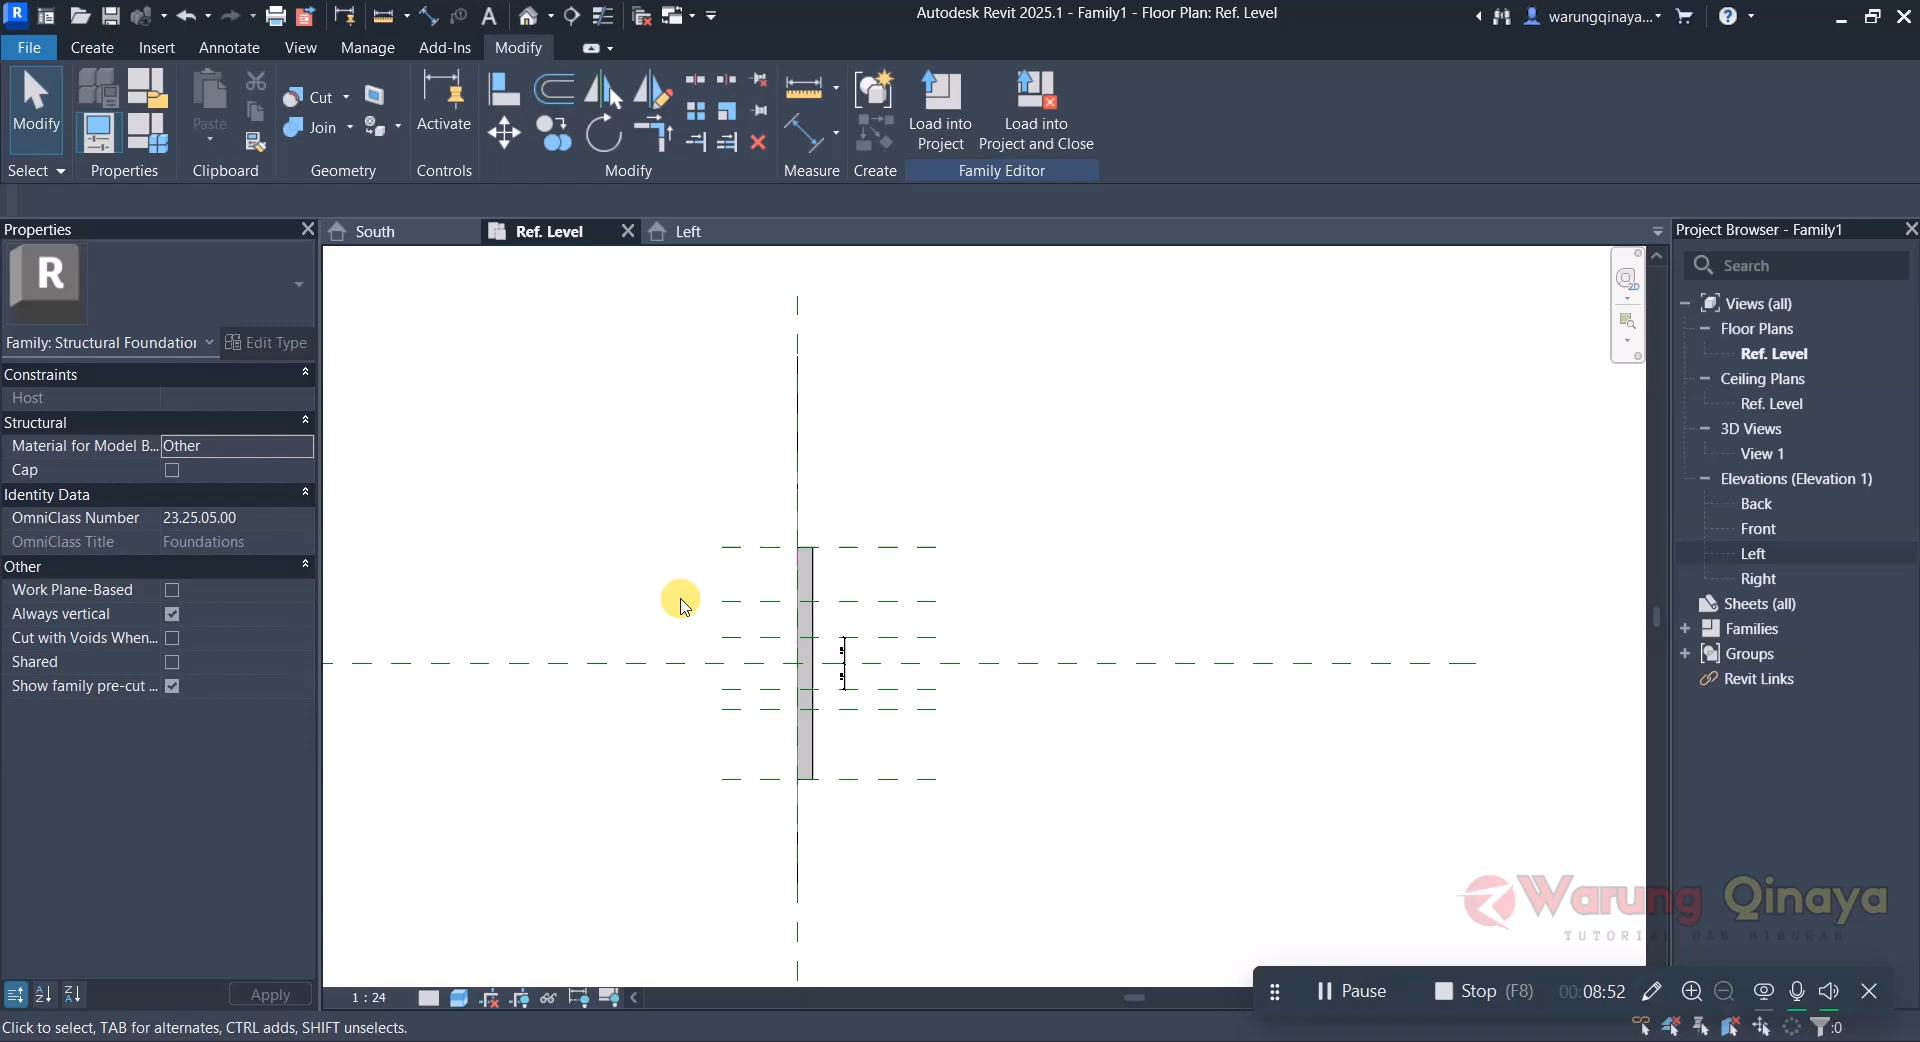 Autodesk Revit 2025.1 - Family1 - Floor Plan: Ref. Level
warungqinaya...
File
Create
Insert
Annotate
View
Manage
Add-Ins
Modify
Modify
Paste
Cut
Join
Activate
Load into
Project
Load into
Project and Close
Select
Properties
Clipboard
Geometry
Controls
Modify
Measure
Create
Family Editor
Properties
South
Ref. Level
Left
Project Browser - Family1
R
Family: Structural Foundation
Edit Type
Constraints
Host
Structural
Material for Model B... Other
Cap
Identity Data
OmniClass Number 23.25.05.00
OmniClass Title Foundations
Other
Work Plane-Based
Always vertical
Cut with Voids When...
Shared
Show family pre-cut ...
Apply
Search
Views (all)
Floor Plans
Ref. Level
Ceiling Plans
Ref. Level
3D Views
View 1
Elevations (Elevation 1)
Back
Front
Left
Right
Sheets (all)
Families
Groups
Revit Links
Warung Qinaya
TUTORIAL DAN HIBURAN
1 : 24
Pause
Stop (F8)
00:08:52
Click to select, TAB for alternates, CTRL adds, SHIFT unselects.
:0